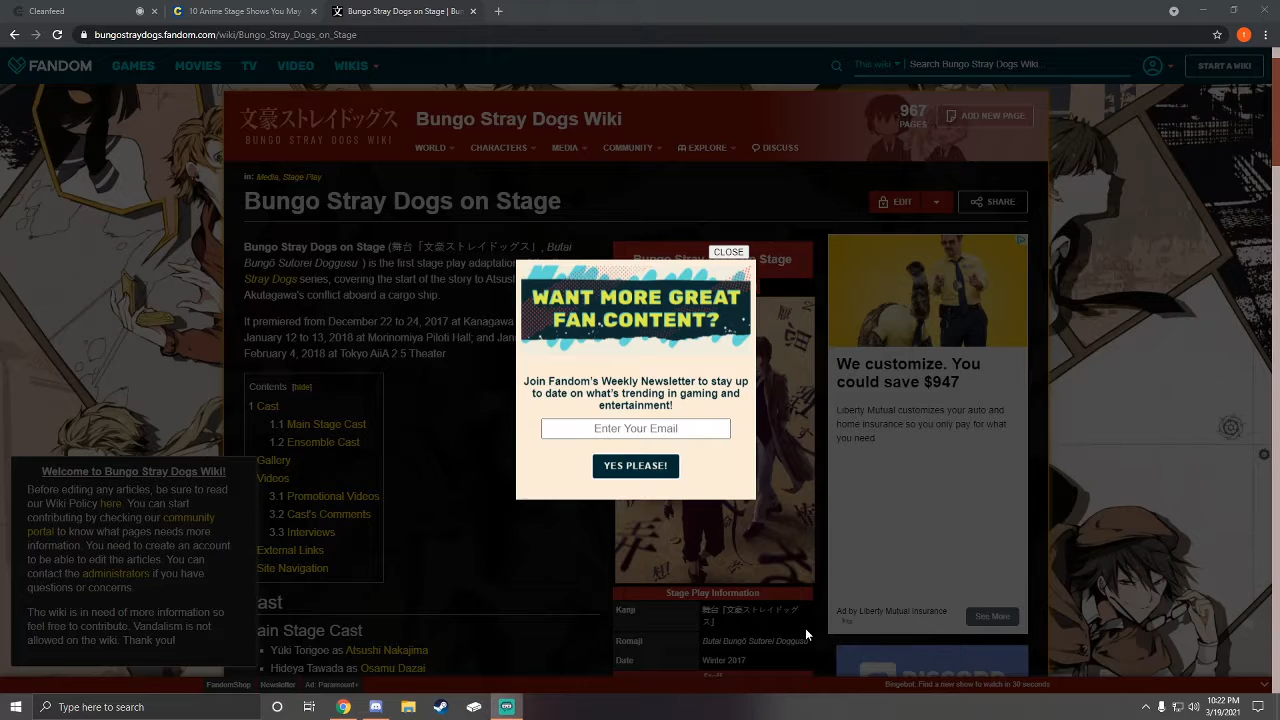 bungostraydogs.fandom.com/wiki/Bungo_Stray_Dogs_on_Stage
FANDOM GAMES MOVIES TV VIDEO WIKIS This wiki Search Bungo Stray Dogs Wiki... START A WIKI
文豪ストレイドッグス
BUNGO STRAY DOGS WIKI
Bungo Stray Dogs Wiki
967 PAGES
ADD NEW PAGE
WORLD CHARACTERS MEDIA COMMUNITY EXPLORE DISCUSS
in: Media, Stage Play
Bungo Stray Dogs on Stage
EDIT SHARE
Bungo Stray Dogs on Stage (舞台「文豪ストレイドッグス」, Butai
Bungō Sutorei Doggusu ) is the first stage play adaptation
Stray Dogs series, covering the start of the story to Atsush
Akutagawa's conflict aboard a cargo ship.
It premiered from December 22 to 24, 2017 at Kanagawa
January 12 to 13, 2018 at Morinomiya Piloti Hall; and Jan
February 4, 2018 at Tokyo AiiA 2.5 Theater
Contents [hide]
1 Cast
1.1 Main Stage Cast
1.2 Ensemble Cast
Gallery
Videos
3.1 Promotional Videos
3.2 Cast's Comments
3.3 Interviews
External Links
Site Navigation
ast
ain Stage Cast
Yūki Torigoe as Atsushi Nakajima
Hideya Tawada as Osamu Dazai
Welcome to Bungo Stray Dogs Wiki!
Before editing any articles, be sure to read
our Wiki Policy here. You can start
contributing by checking our community
portal to know what pages needs more
information. You need to create an account
to be able to edit the articles. You can
contact the administrators if you have
questions or concerns.
The wiki is in need of more information so
feel free to contribute. Vandalism is not
allowed on the wiki. Thank you!
CLOSE
WANT MORE GREAT
FAN CONTENT?
Join Fandom's Weekly Newsletter to stay up
to date on what's trending in gaming and
entertainment!
Enter Your Email
YES PLEASE!
Stage Play Information
Kanji 舞台「文豪ストレイドッグ
ス」
Romaji Butai Bungō Sutorei Doggusu
Date Winter 2017
Staff
We customize. You
could save $947
Liberty Mutual customizes your auto and
home insurance so you only pay for what
you need.
Ad by Liberty Mutual Insurance
See More
DISCORD
FandomShop Newsletter Ad: Paramount+ Bingebot: Find a new show to watch in 30 seconds
Type here to search
10:22 PM
2/19/2021